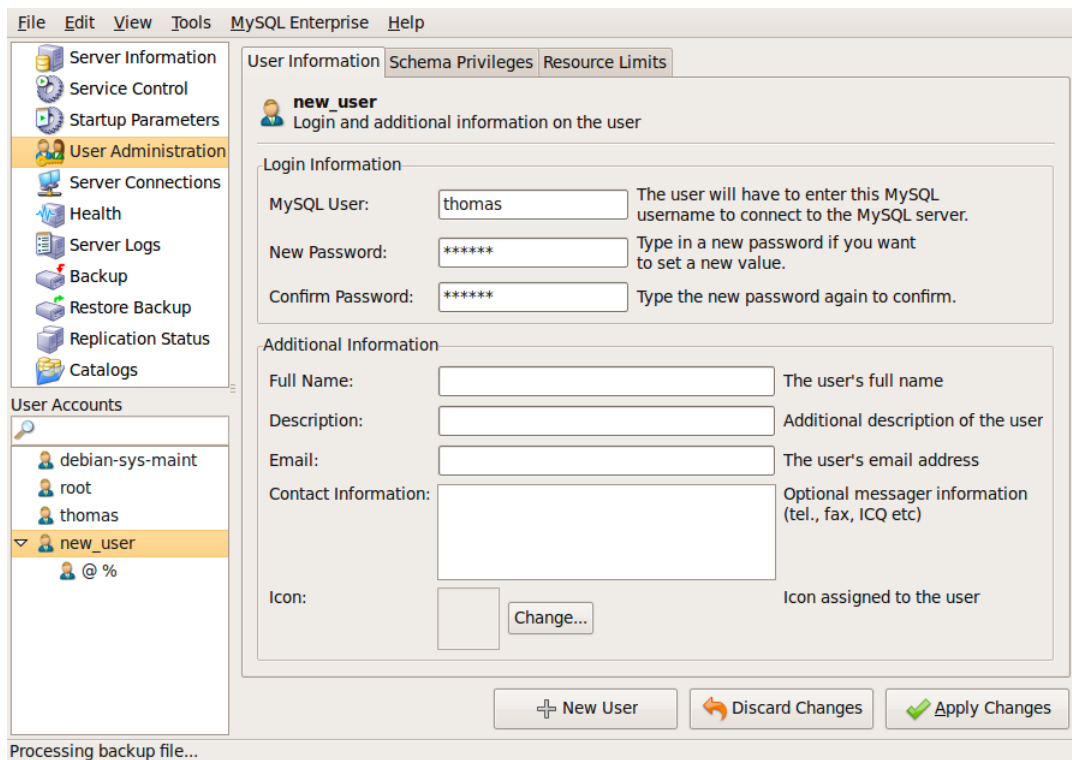 File Edit View Tools MySQL Enterprise Help
Server Information
Service Control
Startup Parameters
User Administration
Server Connections
Health
Server Logs
Backup
Restore Backup
Replication Status
Catalogs
User Accounts
debian-sys-maint
root
thomas
new_user
@ %
User Information Schema Privileges Resource Limits
new_user
Login and additional information on the user
Login Information
MySQL User: thomas The user will have to enter this MySQL
username to connect to the MySQL server.
New Password: ****** Type in a new password if you want
to set a new value.
Confirm Password: ****** Type the new password again to confirm.
Additional Information
Full Name: The user's full name
Description: Additional description of the user
Email: The user's email address
Contact Information: Optional messager information
(tel., fax, ICQ etc)
Icon: Change... Icon assigned to the user
New User Discard Changes Apply Changes
Processing backup file...